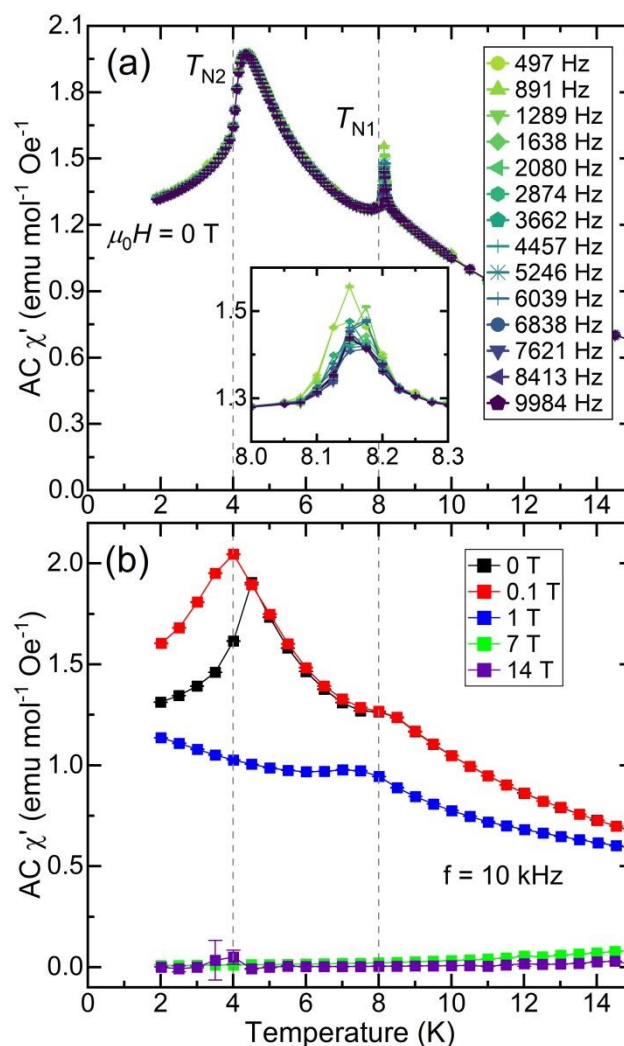 (a)
T_N2
T_N1
μ₀H = 0 T
AC χ' (emu mol⁻¹ Oe⁻¹)
2.1
1.8
1.5
1.2
0.9
0.6
0.3
0.0
497 Hz
891 Hz
1289 Hz
1638 Hz
2080 Hz
2874 Hz
3662 Hz
4457 Hz
5246 Hz
6039 Hz
6838 Hz
7621 Hz
8413 Hz
9984 Hz
1.5
1.3
8.0 8.1 8.2 8.3
0 2 4 6 8 10 12 14
(b)
AC χ' (emu mol⁻¹ Oe⁻¹)
2.0
1.5
1.0
0.5
0.0
0 T
0.1 T
1 T
7 T
14 T
f = 10 kHz
0 2 4 6 8 10 12 14
Temperature (K)